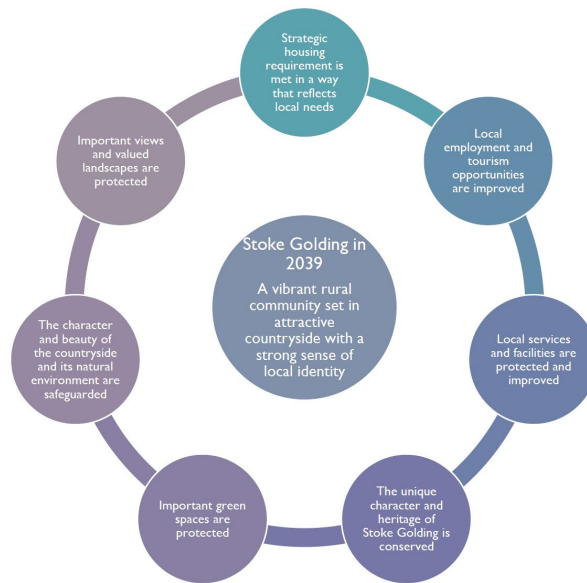 Strategic
housing
requirement is
met in a way
that reflects
local needs
Local
employment and
tourism
opportunities
are improved
Local services
and facilities are
protected and
improved
The unique
character and
heritage of
Stoke Golding is
conserved
Important green
spaces are
protected
The character
and beauty of
the countryside
and its natural
environment are
safeguarded
Important views
and valued
landscapes are
protected
Stoke Golding in
2039
A vibrant rural
community set in
attractive
countryside with a
strong sense of
local identity